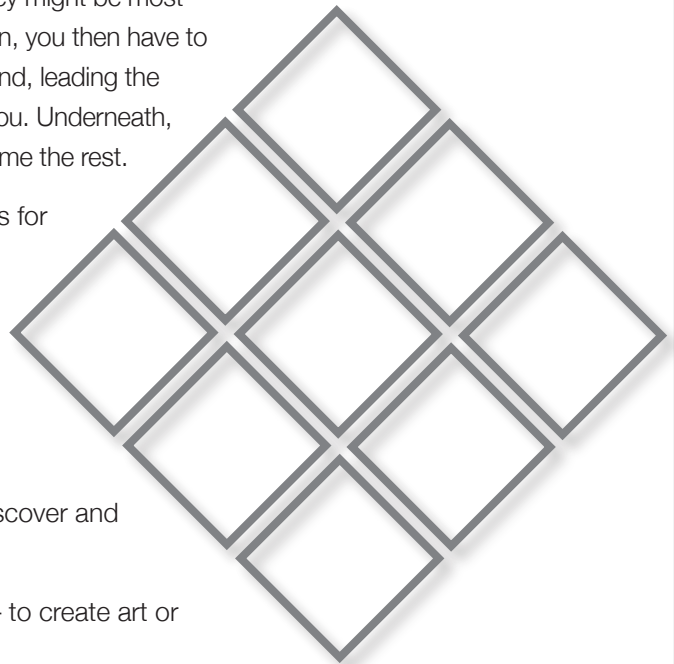 ey might be most
n, you then have to
nd, leading the
ou. Underneath,
me the rest.
s for
scover and
to create art or